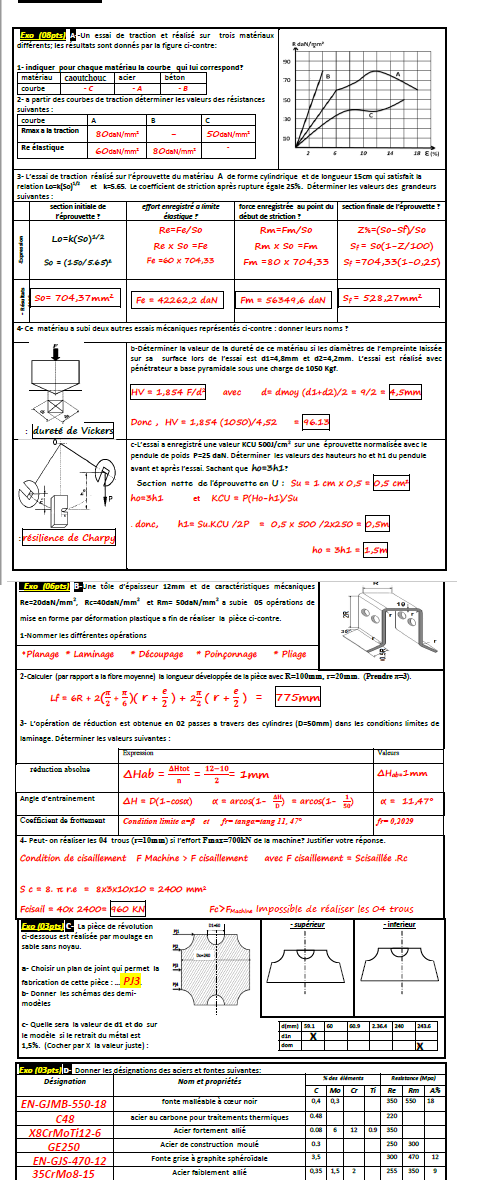 Exo (08pts) A-Un essai de traction et réalisé sur trois matériaux
différents; les résultats sont donnés par la figure ci-contre:
1- indiquer pour chaque matériau la courbe qui lui correspond?
matériau caoutchouc acier béton
courbe - C - A - B
2- a partir des courbes de traction déterminer les valeurs des résistances
suivantes :
courbe A B C
Rmax a la traction 80daN/mm² - 50daN/mm²
Re élastique 60daN/mm² 80daN/mm² -
R daN/mm²
90
70
50
30
10
B
A
C
2 6 10 14 18 E (%)
3- L'essai de traction réalisé sur l'éprouvette du matériau A de forme cylindrique et de longueur 15cm qui satisfait la
relation Lo=k(So)1/2 et k=5.65. Le coefficient de striction après rupture égale 25%. Déterminer les valeurs des grandeurs
suivantes :
section initiale de l'éprouvette ? effort enregistré a limite élastique ? force enregistrée au point du début de striction ? section finale de l'éprouvette ?
-Expression
Lo=k(So)1/2
So = (150/5.65)²
Re=Fe/So
Re x So =Fe
Fe =60 x 704,33
Rm=Fm/So
Rm x So =Fm
Fm =80 x 704,33
Z%=(So-Sf)/So
Sf = So(1-Z/100)
Sf =704,33(1-0,25)
- Résultats
So= 704,37mm² Fe = 42262,2 daN Fm = 56349,6 daN Sf = 528,27mm²
4- Ce matériau a subi deux autres essais mécaniques représentés ci-contre : donner leurs noms ?
F
: dureté de Vickers
b-Déterminer la valeur de la dureté de ce matériau si les diamètres de l'empreinte laissée
sur sa surface lors de l'essai est d1=4,8mm et d2=4,2mm. L'essai est réalisé avec
pénétrateur a base pyramidale sous une charge de 1050 Kgf.
HV = 1,854 F/d² avec d= dmoy (d1+d2)/2 = 9/2 = 4,5mm
Donc , HV = 1,854 (1050)/4,52 = 96.13
O
P
: résilience de Charpy
c-L'essai a enregistré une valeur KCU 500J/cm² sur une éprouvette normalisée avec le
pendule de poids P=25 daN. Déterminer les valeurs des hauteurs ho et h1 du pendule
avant et après l'essai. Sachant que ho=3h1?
Section nette de l'éprouvette en U : Su = 1 cm x 0,5 = 0,5 cm²
ho=3h1 et KCU = P(Ho-h1)/Su
. donc, h1= Su.KCU /2P = 0,5 x 500 /2x250 = 0,5m
ho = 3h1 = 1,5m
Exo (06pts) B-Une tôle d'épaisseur 12mm et de caractéristiques mécaniques
Re=20daN/mm², Rc=40daN/mm² et Rm= 50daN/mm² a subie 05 opérations de
mise en forme par déformation plastique a fin de réaliser la pièce ci-contre.
1-Nommer les différentes opérations
*Planage * Laminage * Découpage * Poinçonnage * Pliage
R
2R
10
r
2-Calculer (par rapport a la fibre moyenne) la longueur développée de la pièce avec R=100mm, r=20mm. (Prendre π=3).
Lf = 6R + 2(π/2 + π/6)( r + e/2 ) + 2π/2 ( r + e/2 ) = 775mm
3- L'opération de réduction est obtenue en 02 passes a travers des cylindres (D=50mm) dans les conditions limites de
laminage. Déterminer les valeurs suivantes :
Expression Valeurs
réduction absolue ΔHab = ΔHtot/n = 12-10/2 = 1mm ΔHab=1mm
Angle d'entrainement ΔH = D(1-cosα) α = arcos(1- ΔH/D) = arcos(1- 1/50) α = 11,47°
Coefficient de frottement Condition limite α=β et fr= tangα=tang 11, 47° fr= 0,2029
4- Peut- on réaliser les 04 trous (r=10mm) si l'effort Fmax=700kN de la machine? Justifier votre réponse.
Condition de cisaillement F Machine > F cisaillement avec F cisaillement = Scisaillée .Rc
S c = 8. π r.e = 8x3x10x10 = 2400 mm²
Fcisail = 40x 2400= 960 KN Fc>FMachine Impossible de réaliser les 04 trous
Exo (03pts) C- La pièce de révolution
ci-dessous est réalisée par moulage en
sable sans noyau.
a- Choisir un plan de joint qui permet la
fabrication de cette pièce : ... PJ3.
b- Donner les schémas des demi-
modèles
c- Quelle sera la valeur de d1 et do sur
le modèle si le retrait du métal est
1,5%. (Cocher par X la valeur juste) :
D1=60
Do=240
- supérieur
- inferieur
d(mm) 59.1 60 60.9 2.36.4 240 243.6
d1m X
dom X
Exo (03pts) D- Donner les désignations des aciers et fontes suivantes:
Désignation Nom et propriétés % des éléments Resistance (Mpa)
C Mo Cr Ti Re Rm A%
EN-GJMB-550-18 fonte malléable à cœur noir 0,4 0,3 350 550 18
C48 acier au carbone pour traitements thermiques 0.48 220
X8CrMoTi12-6 Acier fortement allié 0.08 6 12 0.9 350
GE250 Acier de construction moulé 0.3 250 300
EN-GJS-470-12 Fonte grise à graphite sphéroïdale 3,5 300 470 12
35CrMo8-15 Acier faiblement allié 0,35 1,5 2 255 350 9